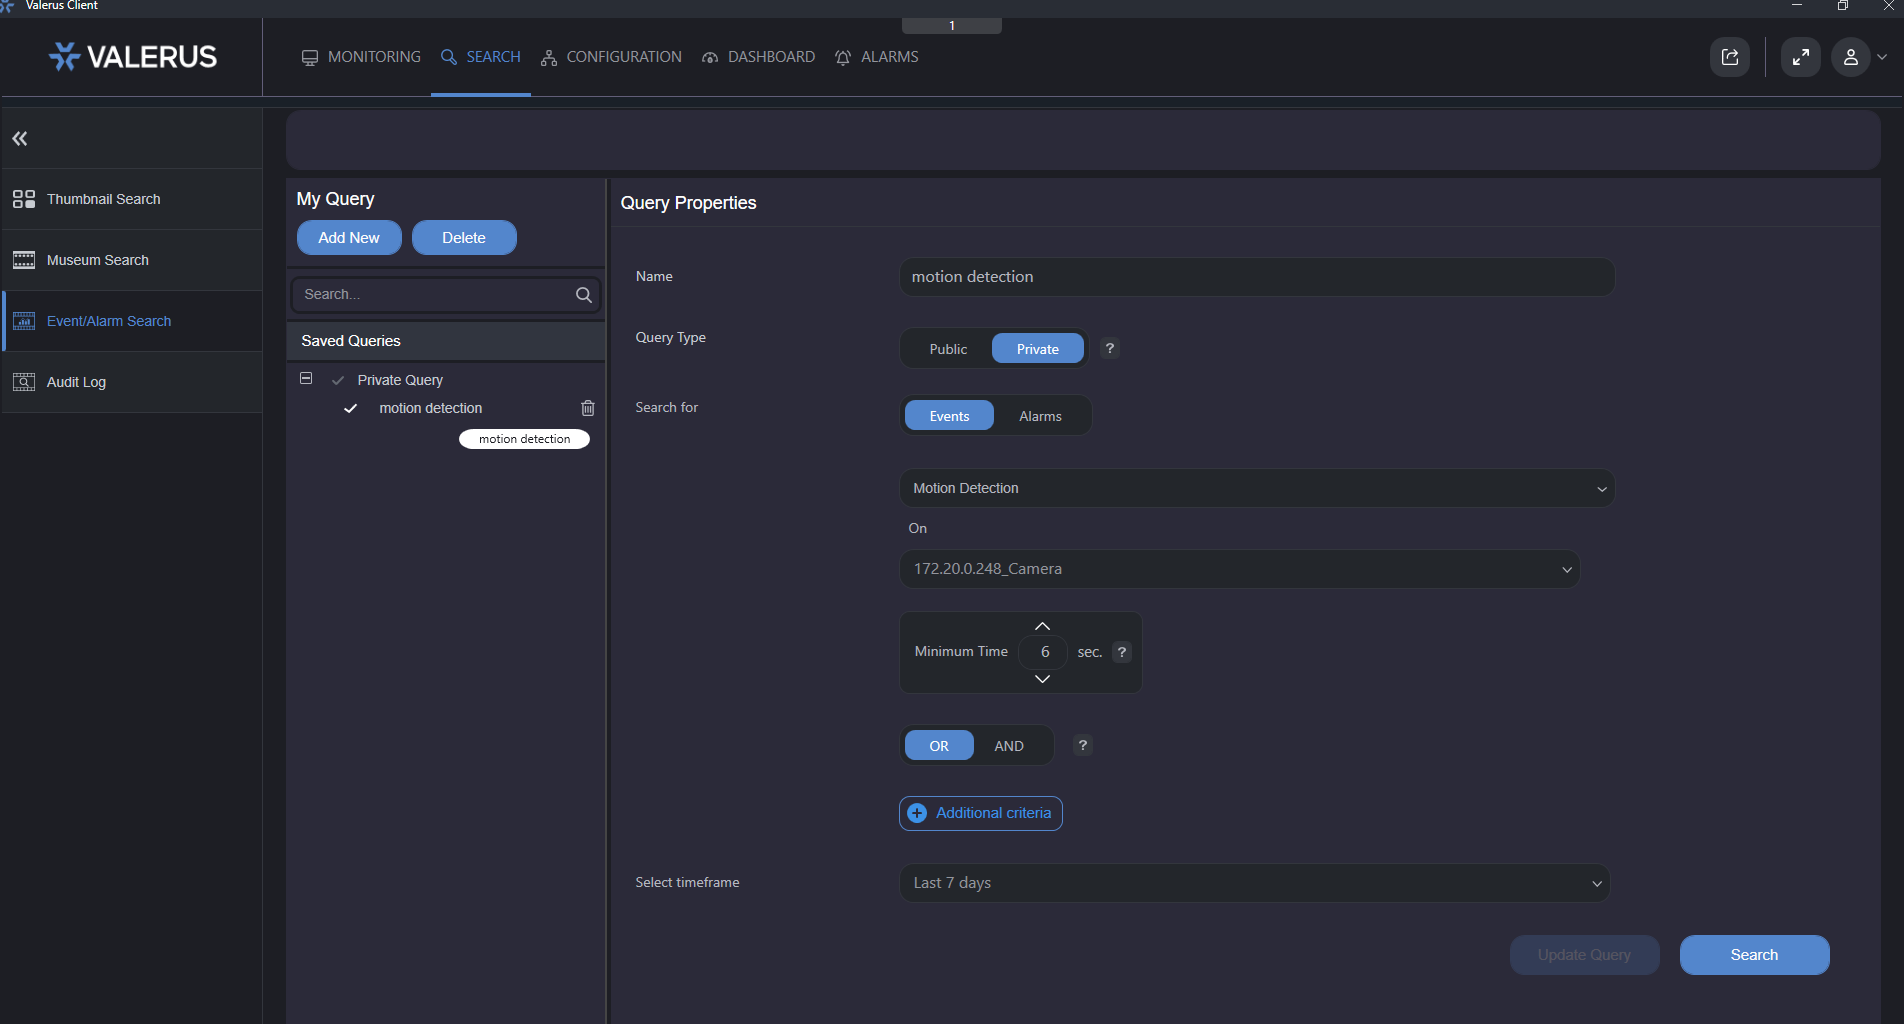 Valerus Client
1
VALERUS
MONITORING
SEARCH
CONFIGURATION
DASHBOARD
ALARMS
Thumbnail Search
Museum Search
Event/Alarm Search
Audit Log
My Query
Add New
Delete
Search...
Saved Queries
Private Query
motion detection
motion detection
Query Properties
Name
motion detection
Query Type
Public
Private
?
Search for
Events
Alarms
Motion Detection
On
172.20.0.248_Camera
Minimum Time
6
sec.
?
OR
AND
?
Additional criteria
Select timeframe
Last 7 days
Update Query
Search